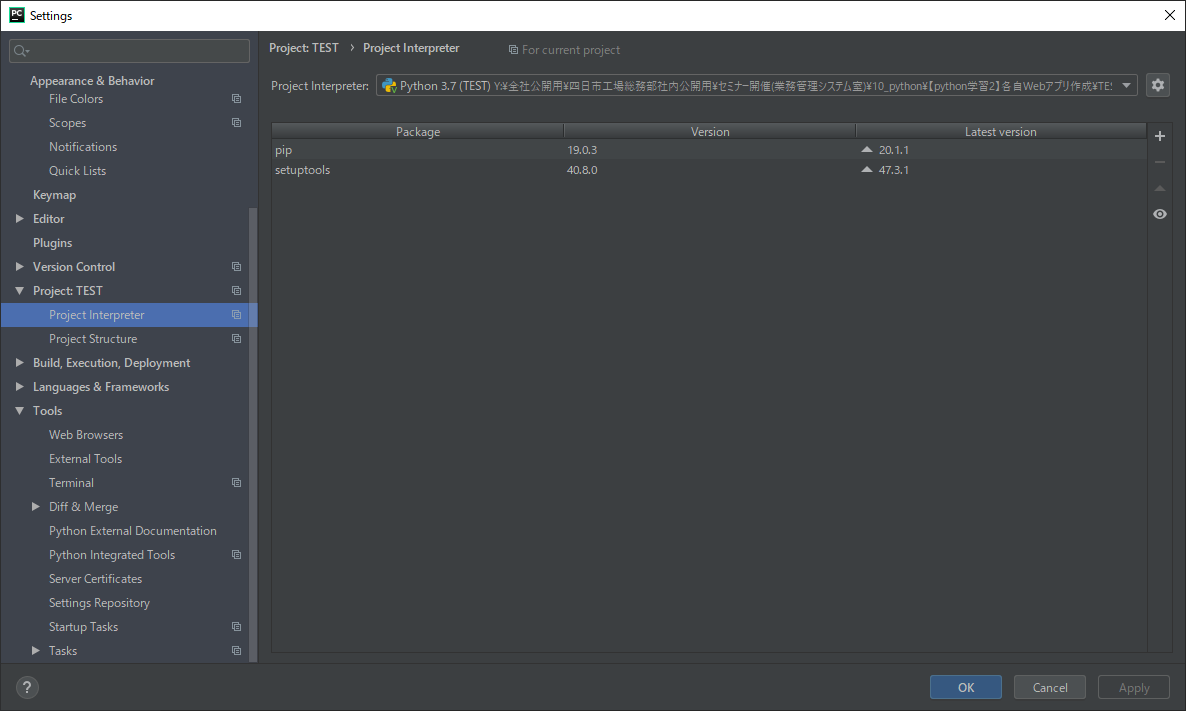 PC Settings
Appearance & Behavior
File Colors
Scopes
Notifications
Quick Lists
Keymap
Editor
Plugins
Version Control
Project: TEST
Project Interpreter
Project Structure
Build, Execution, Deployment
Languages & Frameworks
Tools
Web Browsers
External Tools
Terminal
Diff & Merge
Python External Documentation
Python Integrated Tools
Server Certificates
Settings Repository
Startup Tasks
Tasks
Project: TEST › Project Interpreter For current project
Project Interpreter: Python 3.7 (TEST) Y:¥全社公開用¥四日市工場総務部社内公開用¥セミナー開催(業務管理システム室)¥10_python¥【python学習2】各自Webアプリ作成¥TES
Package Version Latest version
pip 19.0.3 20.1.1
setuptools 40.8.0 47.3.1
? OK Cancel Apply